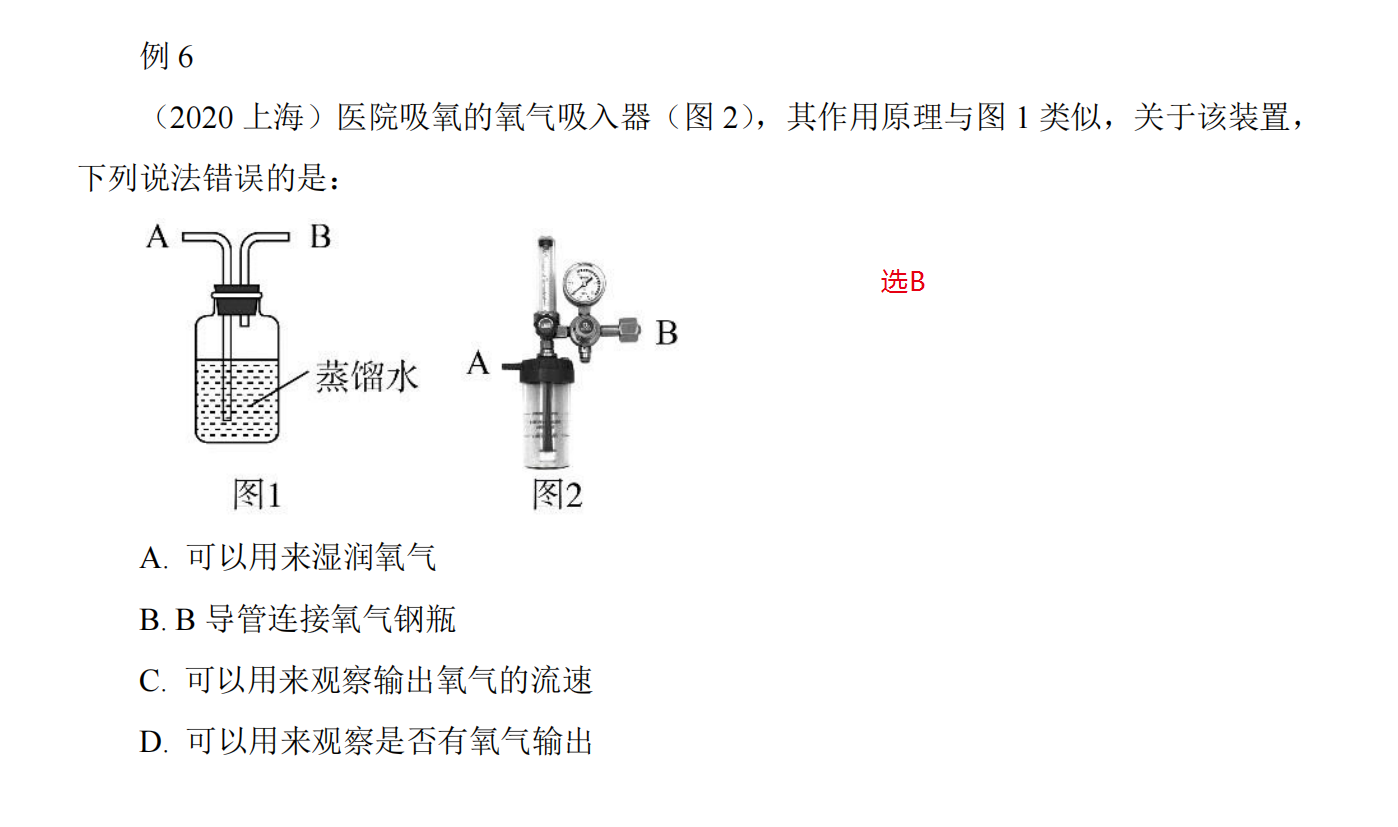 例 6
（2020 上海）医院吸氧的氧气吸入器（图 2），其作用原理与图 1 类似，关于该装置，
下列说法错误的是：
A B
蒸馏水
图1
A B
图2
选B
A. 可以用来湿润氧气
B. B 导管连接氧气钢瓶
C. 可以用来观察输出氧气的流速
D. 可以用来观察是否有氧气输出